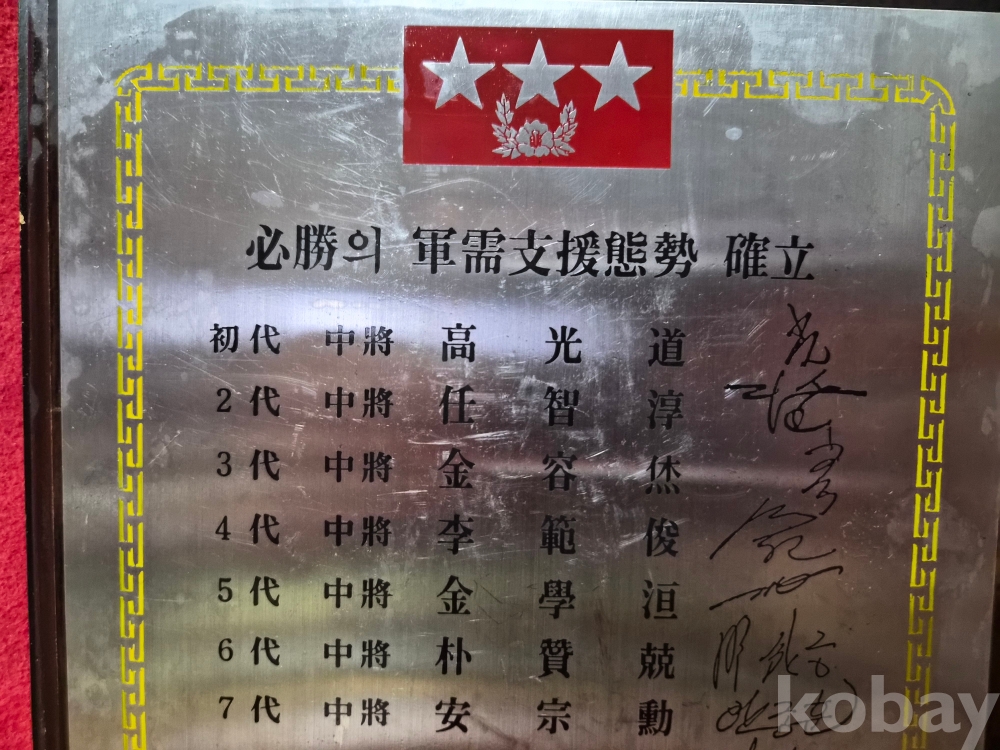 必勝의 軍需支援態勢 確立
初代 中將 高光道
2代 中將 任智淳
3代 中將 金容烋
4代 中將 李範俊
5代 中將 金學洹
6代 中將 朴贊兢
7代 中將 安宗勳
kobay